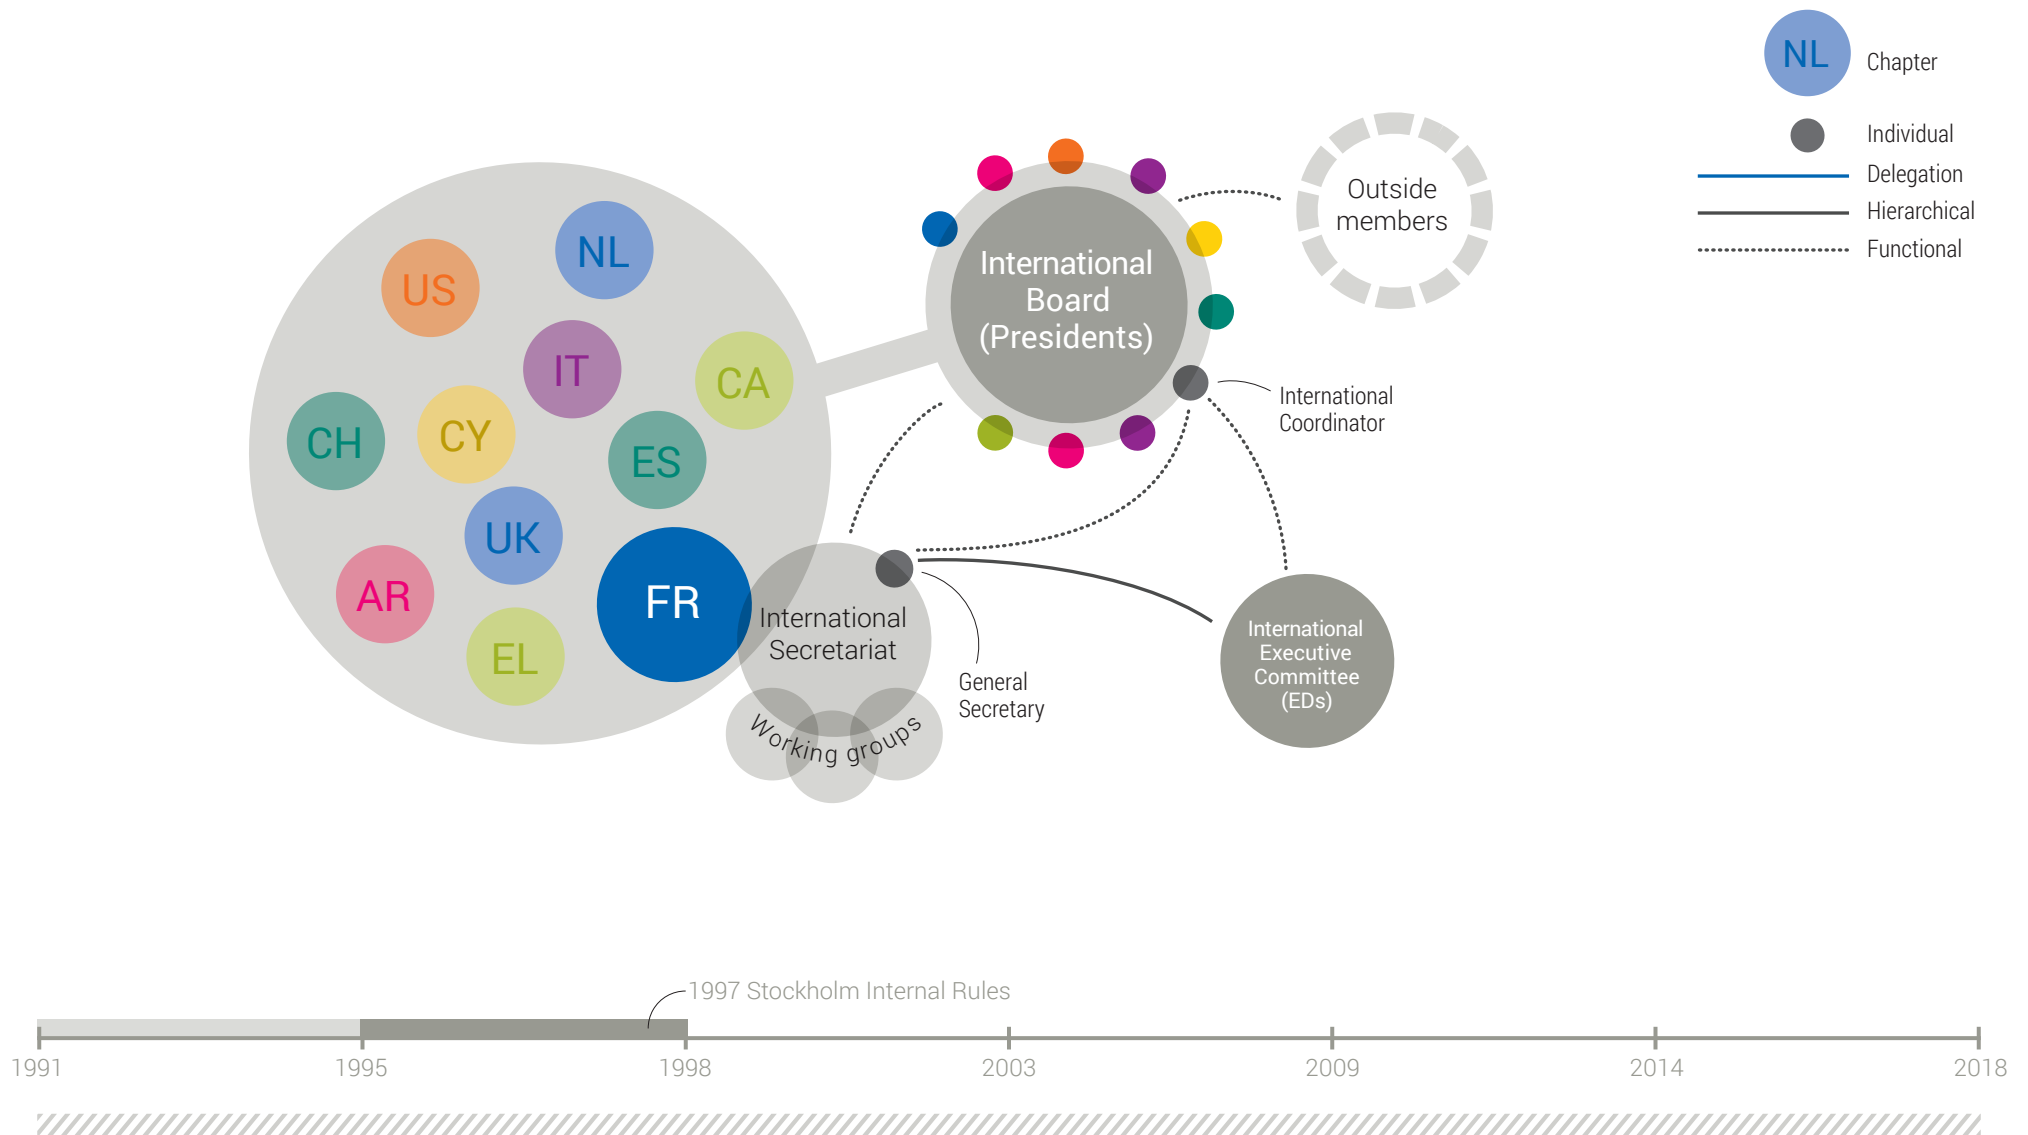 NL
Chapter
Individual
Delegation
Hierarchical
Functional
Outside
members
International
Board
(Presidents)
International
Coordinator
NL
US
IT
CA
CH
CY
ES
UK
AR
FR
EL
International
Secretariat
Working groups
General
Secretary
International
Executive
Committee
(EDs)
1997 Stockholm Internal Rules
1991
1995
1998
2003
2009
2014
2018